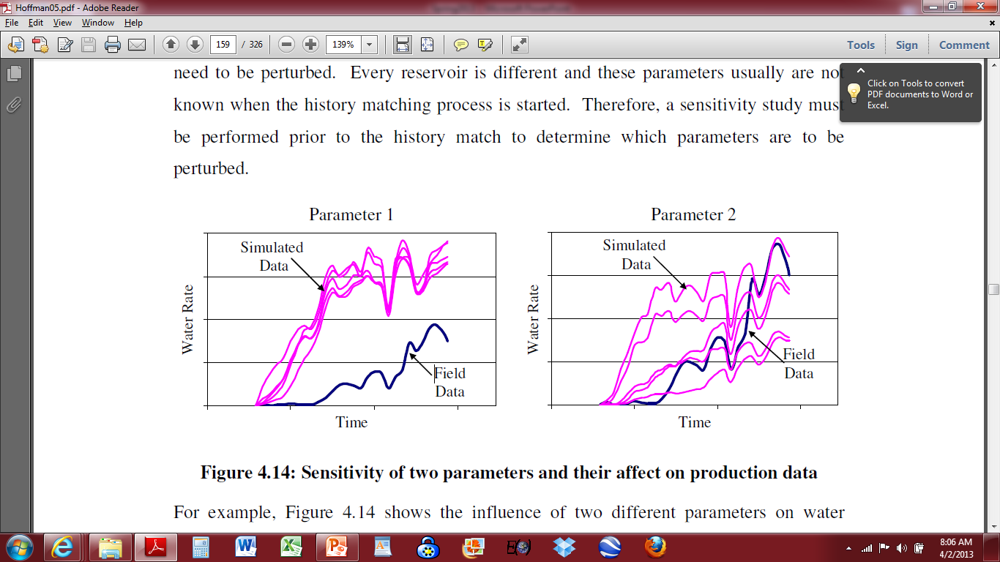 Hoffman05.pdf - Adobe Reader
File Edit View Window Help
159 / 326 139% Tools Sign Comment
Click on Tools to convert
PDF documents to Word or
Excel.
need to be perturbed. Every reservoir is different and these parameters usually are not
known when the history matching process is started. Therefore, a sensitivity study must
be performed prior to the history match to determine which parameters are to be
perturbed.
Parameter 1
Simulated
Data
Water Rate
Field
Data
Time
Parameter 2
Simulated
Data
Water Rate
Field
Data
Time
Figure 4.14: Sensitivity of two parameters and their affect on production data
For example, Figure 4.14 shows the influence of two different parameters on water
8:06 AM
4/2/2013